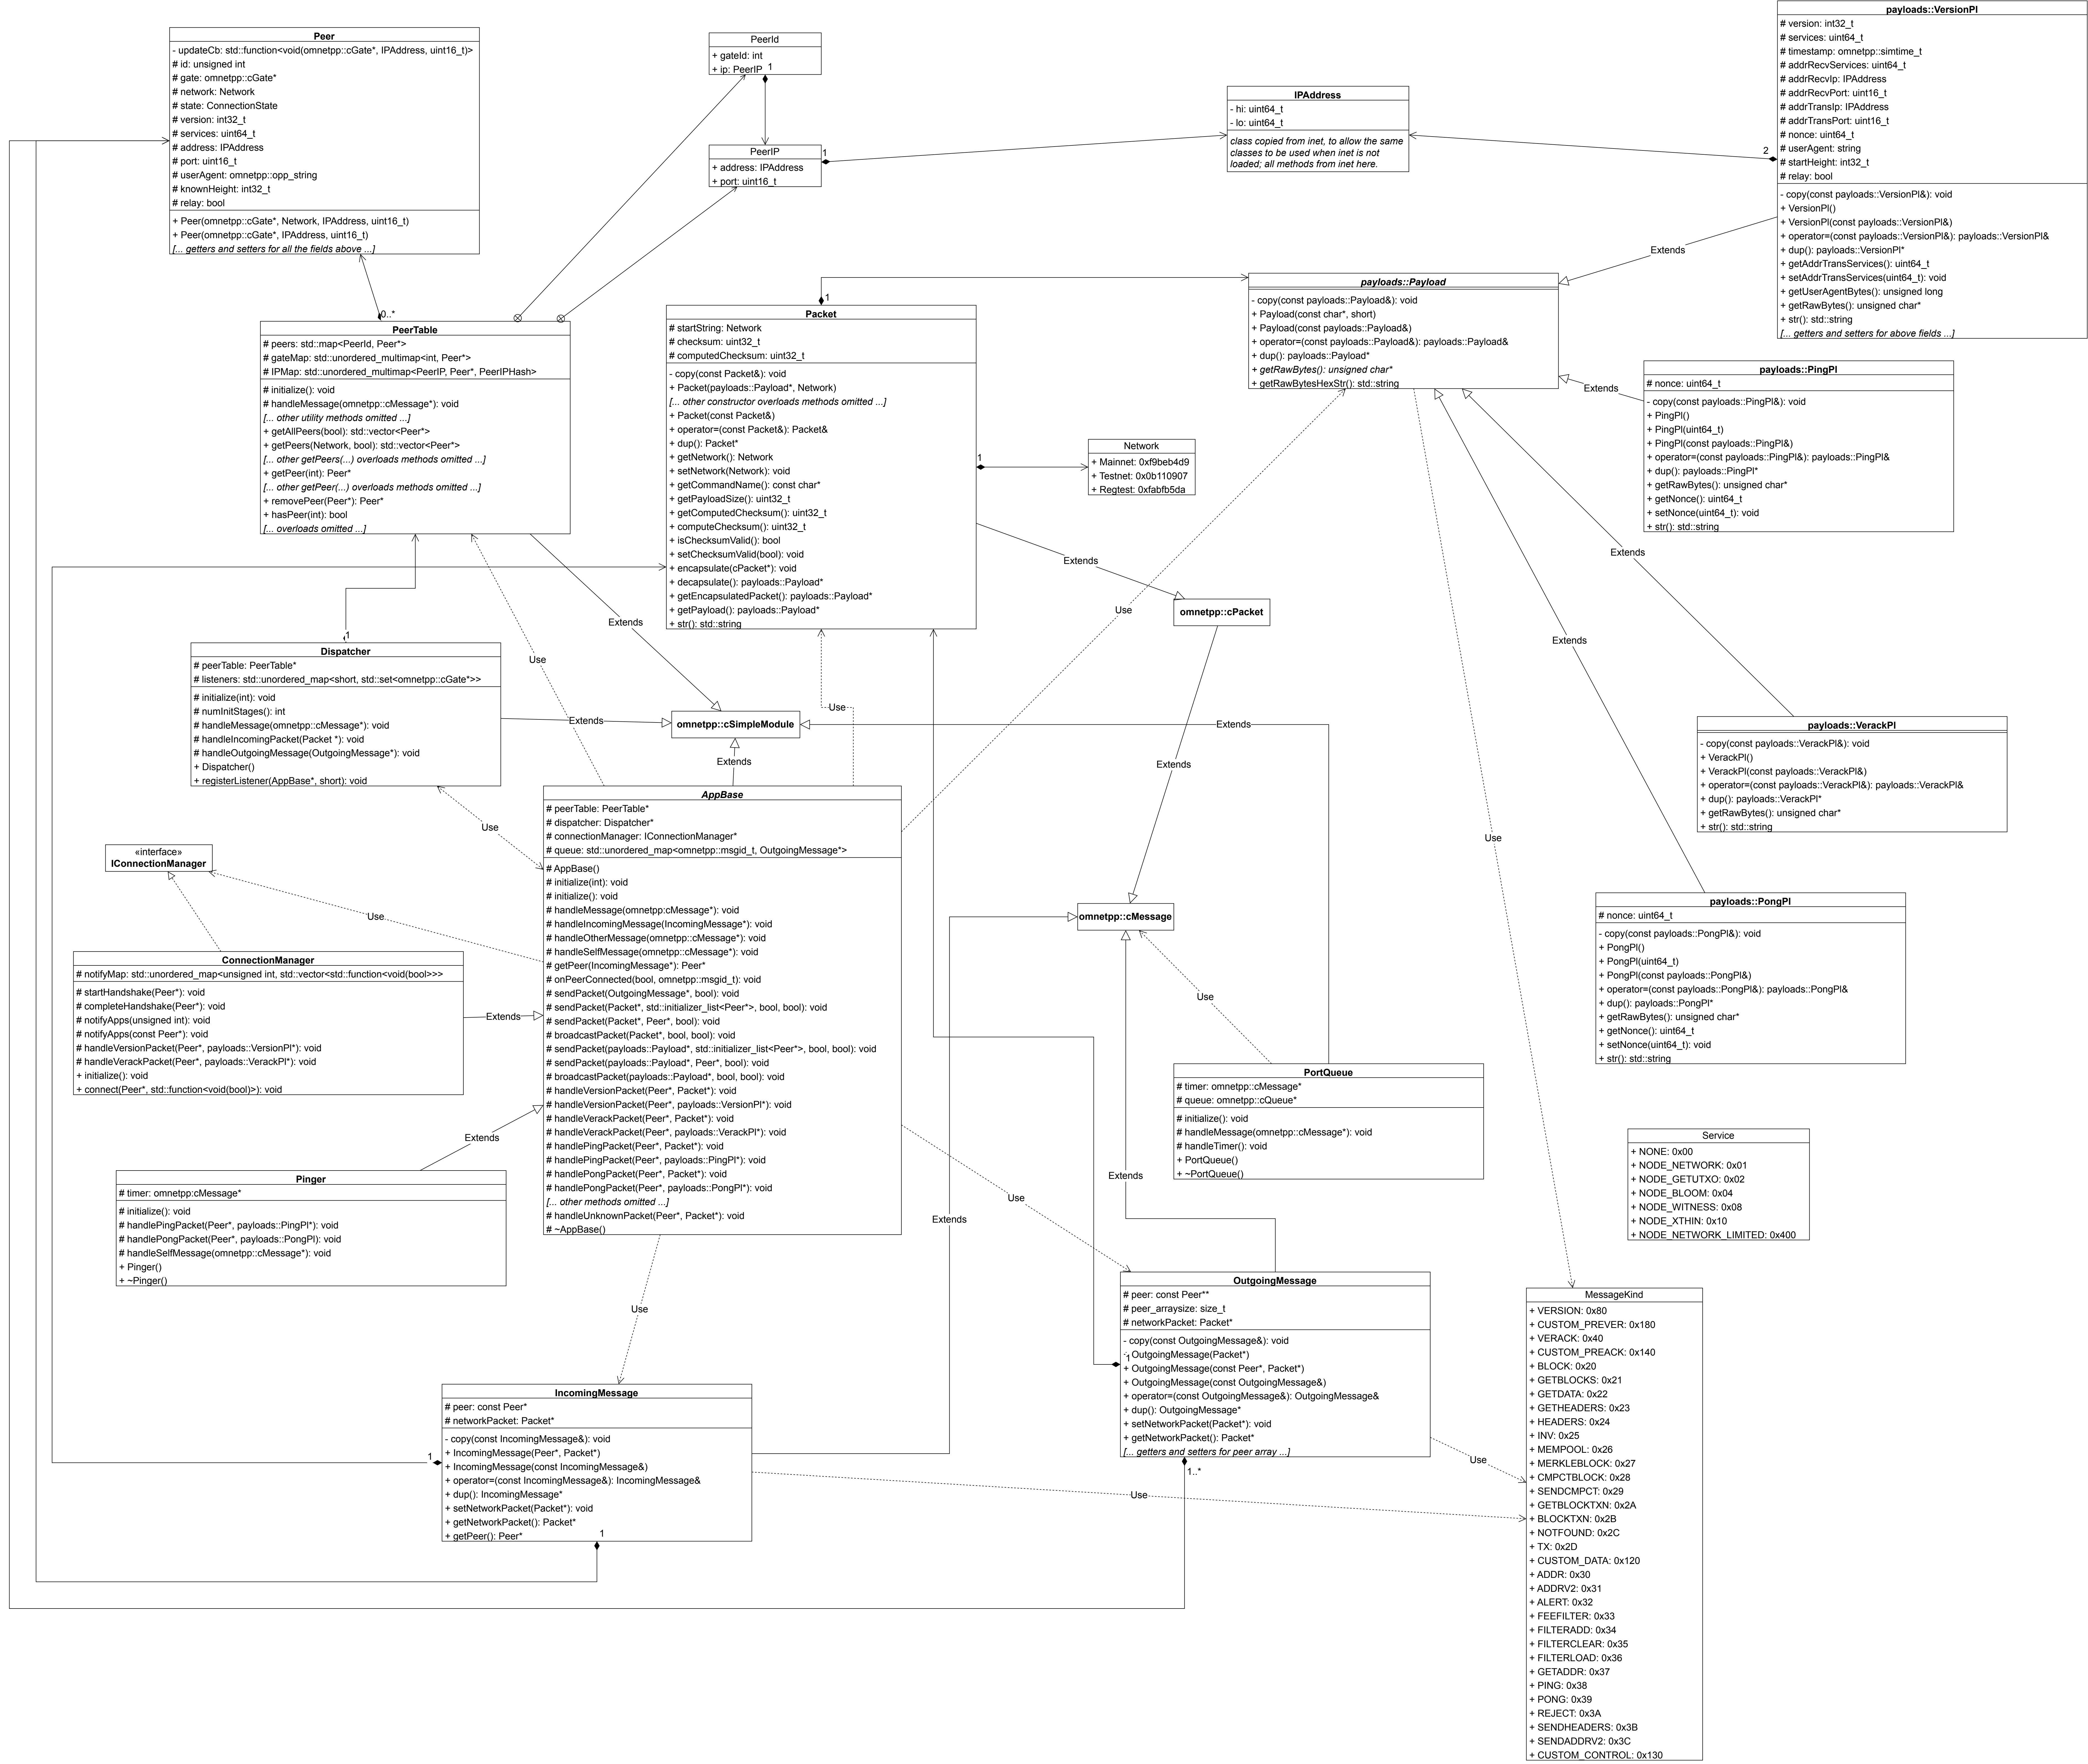 Peer
- updateCb: std::function<void(omnetpp::cGate*, IPAddress, uint16_t)>
# id: unsigned int
# gate: omnetpp::cGate*
# network: Network
# state: ConnectionState
# version: int32_t
# services: uint64_t
# address: IPAddress
# port: uint16_t
# userAgent: omnetpp::opp_string
# knownHeight: int32_t
# relay: bool
+ Peer(omnetpp::cGate*, Network, IPAddress, uint16_t)
+ Peer(omnetpp::cGate*, IPAddress, uint16_t)
[... getters and setters for all the fields above ...]
PeerId
+ gateId: int
+ ip: PeerIP
1
PeerIP
+ address: IPAddress
+ port: uint16_t
1
IPAddress
- hi: uint64_t
- lo: uint64_t
class copied from inet, to allow the same
classes to be used when inet is not
loaded; all methods from inet here.
2
payloads::VersionPl
# version: int32_t
# services: uint64_t
# timestamp: omnetpp::simtime_t
# addrRecvServices: uint64_t
# addrRecvIp: IPAddress
# addrRecvPort: uint16_t
# addrTransIp: IPAddress
# addrTransPort: uint16_t
# nonce: uint64_t
# userAgent: string
# startHeight: int32_t
# relay: bool
- copy(const payloads::VersionPl&): void
+ VersionPl()
+ VersionPl(const payloads::VersionPl&)
+ operator=(const payloads::VersionPl&): payloads::VersionPl&
+ dup(): payloads::VersionPl*
+ getAddrTransServices(): uint64_t
+ setAddrTransServices(uint64_t): void
+ getUserAgentBytes(): unsigned long
+ getRawBytes(): unsigned char*
+ str(): std::string
[... getters and setters for above fields ...]
Extends
0..*
PeerTable
# peers: std::map<PeerId, Peer*>
# gateMap: std::unordered_multimap<int, Peer*>
# IPMap: std::unordered_multimap<PeerIP, Peer*, PeerIPHash>
# initialize(): void
# handleMessage(omnetpp::cMessage*): void
[... other utility methods omitted ...]
+ getAllPeers(bool): std::vector<Peer*>
+ getPeers(Network, bool): std::vector<Peer*>
[... other getPeers(...) overloads methods omitted ...]
+ getPeer(int): Peer*
[... other getPeer(...) overloads methods omitted ...]
+ removePeer(Peer*): Peer*
+ hasPeer(int): bool
[... overloads omitted ...]
1
Packet
# startString: Network
# checksum: uint32_t
# computedChecksum: uint32_t
- copy(const Packet&): void
+ Packet(payloads::Payload*, Network)
[... other constructor overloads methods omitted ...]
+ Packet(const Packet&)
+ operator=(const Packet&): Packet&
+ dup(): Packet*
+ getNetwork(): Network
+ setNetwork(Network): void
+ getCommandName(): const char*
+ getPayloadSize(): uint32_t
+ getComputedChecksum(): uint32_t
+ computeChecksum(): uint32_t
+ isChecksumValid(): bool
+ setChecksumValid(bool): void
+ encapsulate(cPacket*): void
+ decapsulate(): payloads::Payload*
+ getEncapsulatedPacket(): payloads::Payload*
+ getPayload(): payloads::Payload*
+ str(): std::string
payloads::Payload
- copy(const payloads::Payload&): void
+ Payload(const char*, short)
+ Payload(const payloads::Payload&)
+ operator=(const payloads::Payload&): payloads::Payload&
+ dup(): payloads::Payload*
+ getRawBytes(): unsigned char*
+ getRawBytesHexStr(): std::string
Extends
payloads::PingPl
# nonce: uint64_t
- copy(const payloads::PingPl&): void
+ PingPl()
+ PingPl(uint64_t)
+ PingPl(const payloads::PingPl&)
+ operator=(const payloads::PingPl&): payloads::PingPl&
+ dup(): payloads::PingPl*
+ getRawBytes(): unsigned char*
+ getNonce(): uint64_t
+ setNonce(uint64_t): void
+ str(): std::string
1
Network
+ Mainnet: 0xf9beb4d9
+ Testnet: 0x0b110907
+ Regtest: 0xfabfb5da
Extends
Extends
Use
omnetpp::cPacket
Extends
Use
Extends
1
Dispatcher
# peerTable: PeerTable*
# listeners: std::unordered_map<short, std::set<omnetpp::cGate*>>
# initialize(int): void
# numInitStages(): int
# handleMessage(omnetpp::cMessage*): void
# handleIncomingPacket(Packet *): void
# handleOutgoingMessage(OutgoingMessage*): void
+ Dispatcher()
+ registerListener(AppBase*, short): void
Extends
Use
omnetpp::cSimpleModule
Extends
Extends
Extends
payloads::VerackPl
- copy(const payloads::VerackPl&): void
+ VerackPl()
+ VerackPl(const payloads::VerackPl&)
+ operator=(const payloads::VerackPl&): payloads::VerackPl&
+ dup(): payloads::VerackPl*
+ getRawBytes(): unsigned char*
+ str(): std::string
Use
Use
AppBase
# peerTable: PeerTable*
# dispatcher: Dispatcher*
# connectionManager: IConnectionManager*
# queue: std::unordered_map<omnetpp::msgid_t, OutgoingMessage*>
# AppBase()
# initialize(int): void
# initialize(): void
# handleMessage(omnetpp:cMessage*): void
# handleIncomingMessage(IncomingMessage*): void
# handleOtherMessage(omnetpp::cMessage*): void
# handleSelfMessage(omnetpp::cMessage*): void
# getPeer(IncomingMessage*): Peer*
# onPeerConnected(bool, omnetpp::msgid_t): void
# sendPacket(OutgoingMessage*, bool): void
# sendPacket(Packet*, std::initializer_list<Peer*>, bool, bool): void
# sendPacket(Packet*, Peer*, bool): void
# broadcastPacket(Packet*, bool, bool): void
# sendPacket(payloads::Payload*, std::initializer_list<Peer*>, bool, bool): void
# sendPacket(payloads::Payload*, Peer*, bool): void
# broadcastPacket(payloads::Payload*, bool, bool): void
# handleVersionPacket(Peer*, Packet*): void
# handleVersionPacket(Peer*, payloads::VersionPl*): void
# handleVerackPacket(Peer*, Packet*): void
# handleVerackPacket(Peer*, payloads::VerackPl*): void
# handlePingPacket(Peer*, Packet*): void
# handlePingPacket(Peer*, payloads::PingPl*): void
# handlePongPacket(Peer*, Packet*): void
# handlePongPacket(Peer*, payloads::PongPl*): void
[... other methods omitted ...]
# handleUnknownPacket(Peer*, Packet*): void
# ~AppBase()
«interface»
IConnectionManager
Use
omnetpp::cMessage
payloads::PongPl
# nonce: uint64_t
- copy(const payloads::PongPl&): void
+ PongPl()
+ PongPl(uint64_t)
+ PongPl(const payloads::PongPl&)
+ operator=(const payloads::PongPl&): payloads::PongPl&
+ dup(): payloads::PongPl*
+ getRawBytes(): unsigned char*
+ getNonce(): uint64_t
+ setNonce(uint64_t): void
+ str(): std::string
ConnectionManager
# notifyMap: std::unordered_map<unsigned int, std::vector<std::function<void(bool>>>
# startHandshake(Peer*): void
# completeHandshake(Peer*): void
# notifyApps(unsigned int): void
# notifyApps(const Peer*): void
# handleVersionPacket(Peer*, payloads::VersionPl*): void
# handleVerackPacket(Peer*, payloads::VerackPl*): void
+ initialize(): void
+ connect(Peer*, std::function<void(bool)>): void
Extends
Use
PortQueue
# timer: omnetpp::cMessage*
# queue: omnetpp::cQueue*
# initialize(): void
# handleMessage(omnetpp::cMessage*): void
# handleTimer(): void
+ PortQueue()
+ ~PortQueue()
Extends
Pinger
# timer: omnetpp:cMessage*
# initialize(): void
# handlePingPacket(Peer*, payloads::PingPl*): void
# handlePongPacket(Peer*, payloads::PongPl): void
# handleSelfMessage(omnetpp::cMessage*): void
+ Pinger()
+ ~Pinger()
Service
+ NONE: 0x00
+ NODE_NETWORK: 0x01
+ NODE_GETUTXO: 0x02
+ NODE_BLOOM: 0x04
+ NODE_WITNESS: 0x08
+ NODE_XTHIN: 0x10
+ NODE_NETWORK_LIMITED: 0x400
Extends
Use
Extends
Use
OutgoingMessage
# peer: const Peer**
# peer_arraysize: size_t
# networkPacket: Packet*
- copy(const OutgoingMessage&): void
- OutgoingMessage(Packet*)
1
+ OutgoingMessage(const Peer*, Packet*)
+ OutgoingMessage(const OutgoingMessage&)
+ operator=(const OutgoingMessage&): OutgoingMessage&
+ dup(): OutgoingMessage*
+ setNetworkPacket(Packet*): void
+ getNetworkPacket(): Packet*
[... getters and setters for peer array ...]
1..*
Use
IncomingMessage
# peer: const Peer*
# networkPacket: Packet*
- copy(const IncomingMessage&): void
+ IncomingMessage(Peer*, Packet*)
+ IncomingMessage(const IncomingMessage&)
+ operator=(const IncomingMessage&): IncomingMessage&
+ dup(): IncomingMessage*
+ setNetworkPacket(Packet*): void
+ getNetworkPacket(): Packet*
+ getPeer(): Peer*
1
1
Use
MessageKind
+ VERSION: 0x80
+ CUSTOM_PREVER: 0x180
+ VERACK: 0x40
+ CUSTOM_PREACK: 0x140
+ BLOCK: 0x20
+ GETBLOCKS: 0x21
+ GETDATA: 0x22
+ GETHEADERS: 0x23
+ HEADERS: 0x24
+ INV: 0x25
+ MEMPOOL: 0x26
+ MERKLEBLOCK: 0x27
+ CMPCTBLOCK: 0x28
+ SENDCMPCT: 0x29
+ GETBLOCKTXN: 0x2A
+ BLOCKTXN: 0x2B
+ NOTFOUND: 0x2C
+ TX: 0x2D
+ CUSTOM_DATA: 0x120
+ ADDR: 0x30
+ ADDRV2: 0x31
+ ALERT: 0x32
+ FEEFILTER: 0x33
+ FILTERADD: 0x34
+ FILTERCLEAR: 0x35
+ FILTERLOAD: 0x36
+ GETADDR: 0x37
+ PING: 0x38
+ PONG: 0x39
+ REJECT: 0x3A
+ SENDHEADERS: 0x3B
+ SENDADDRV2: 0x3C
+ CUSTOM_CONTROL: 0x130